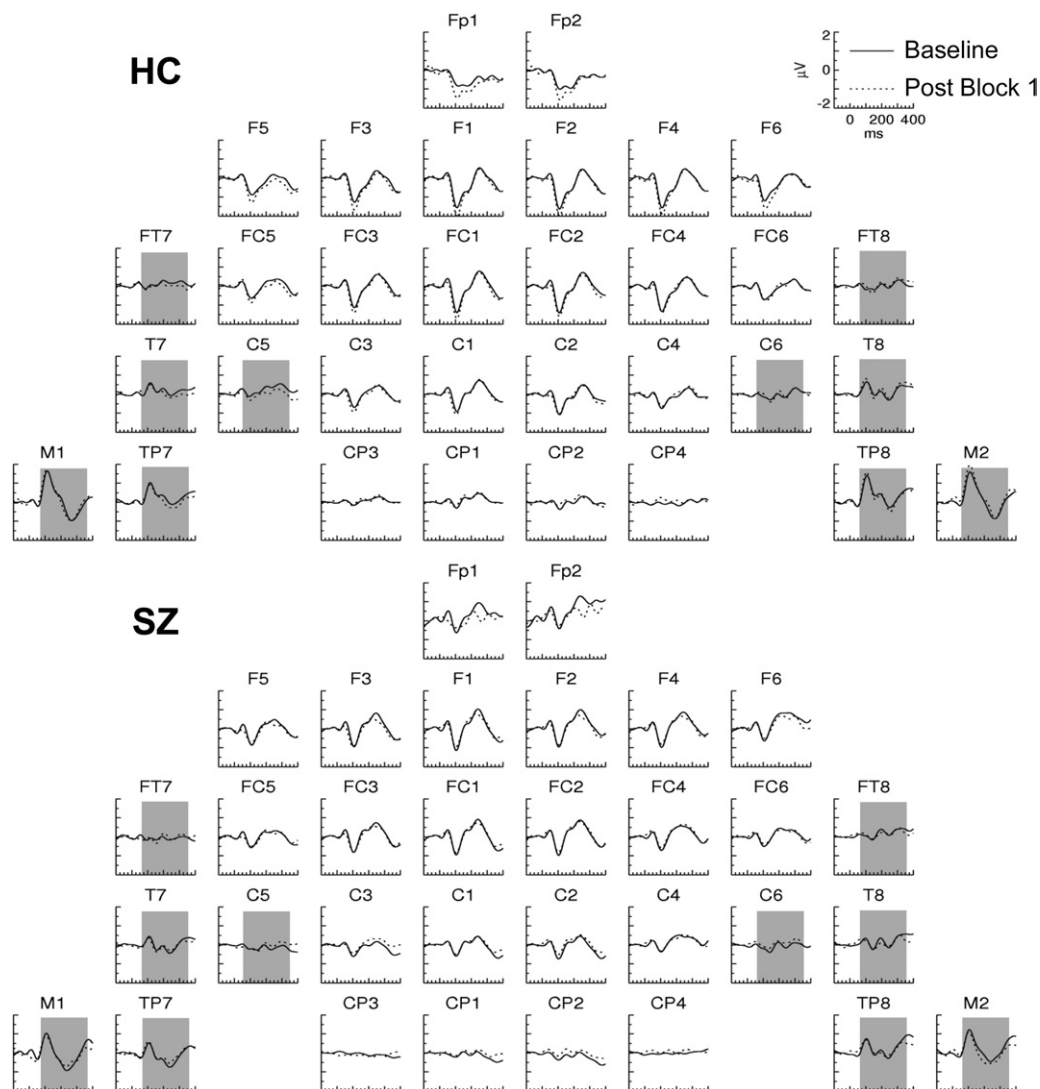 Fp1 Fp2
HC
2
0
-2
μV
0 200 400
ms
Baseline
Post Block 1
F5 F3 F1 F2 F4 F6
FT7 FC5 FC3 FC1 FC2 FC4 FC6 FT8
T7 C5 C3 C1 C2 C4 C6 T8
M1 TP7 CP3 CP1 CP2 CP4 TP8 M2
Fp1 Fp2
SZ
F5 F3 F1 F2 F4 F6
FT7 FC5 FC3 FC1 FC2 FC4 FC6 FT8
T7 C5 C3 C1 C2 C4 C6 T8
M1 TP7 CP3 CP1 CP2 CP4 TP8 M2